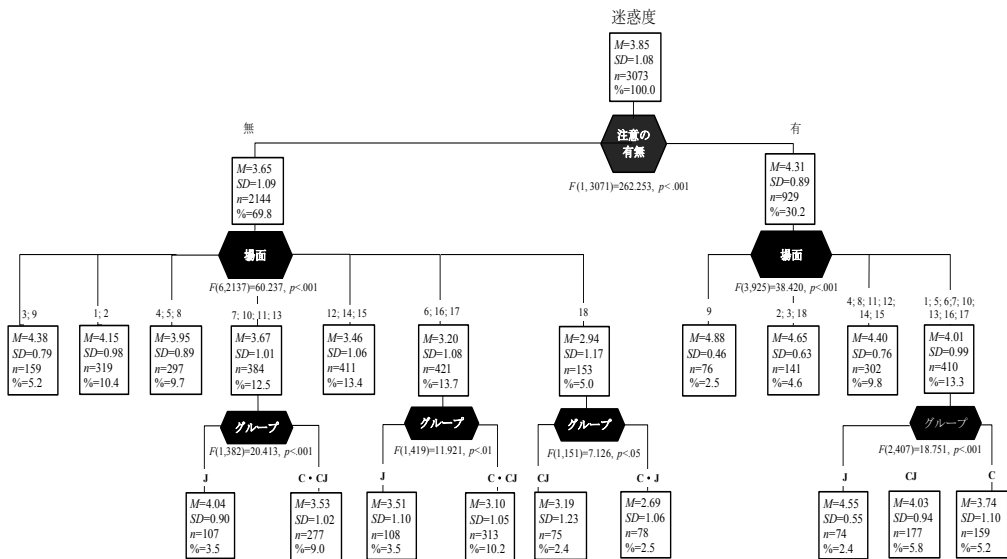 迷惑度
M=3.85
SD=1.08
n=3073
%=100.0
注意の
有無
F(1, 3071)=262.253, p<.001
無
有
M=3.65
SD=1.09
n=2144
%=69.8
M=4.31
SD=0.89
n=929
%=30.2
場面
F(6,2137)=60.237, p<.001
場面
F(3,925)=38.420, p<.001
3; 9
M=4.38
SD=0.79
n=159
%=5.2
1; 2
M=4.15
SD=0.98
n=319
%=10.4
4; 5; 8
M=3.95
SD=0.89
n=297
%=9.7
7; 10; 11; 13
M=3.67
SD=1.01
n=384
%=12.5
12; 14; 15
M=3.46
SD=1.06
n=411
%=13.4
6; 16; 17
M=3.20
SD=1.08
n=421
%=13.7
18
M=2.94
SD=1.17
n=153
%=5.0
9
M=4.88
SD=0.46
n=76
%=2.5
2; 3; 18
M=4.65
SD=0.63
n=141
%=4.6
4; 8; 11; 12;
14; 15
M=4.40
SD=0.76
n=302
%=9.8
1; 5; 6;7; 10;
13; 16; 17
M=4.01
SD=0.99
n=410
%=13.3
グループ
F(1,382)=20.413, p<.001
グループ
F(1,419)=11.921, p<.01
グループ
F(1,151)=7.126, p<.05
グループ
F(2,407)=18.751, p<.001
J
M=4.04
SD=0.90
n=107
%=3.5
C・CJ
M=3.53
SD=1.02
n=277
%=9.0
J
M=3.51
SD=1.10
n=108
%=3.5
C・CJ
M=3.10
SD=1.05
n=313
%=10.2
CJ
M=3.19
SD=1.23
n=75
%=2.4
C・J
M=2.69
SD=1.06
n=78
%=2.5
J
M=4.55
SD=0.55
n=74
%=2.4
CJ
M=4.03
SD=0.94
n=177
%=5.8
C
M=3.74
SD=1.10
n=159
%=5.2